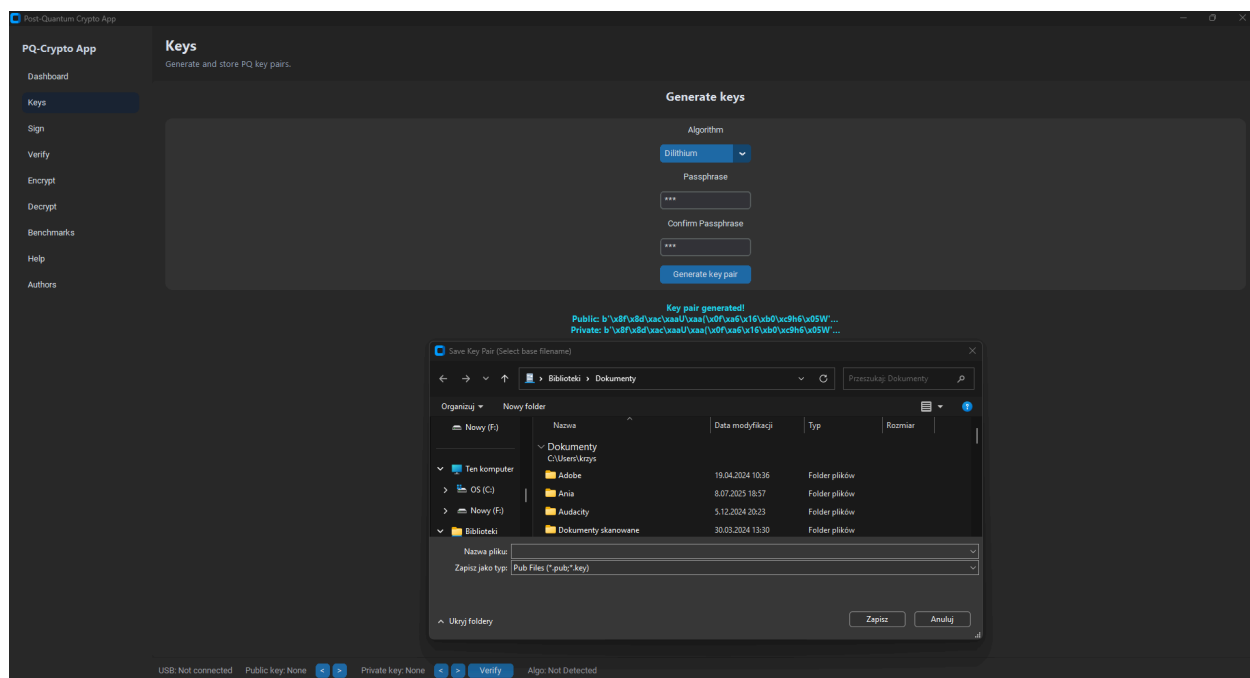 Post-Quantum Crypto App
PQ-Crypto App
Dashboard
Keys
Sign
Verify
Encrypt
Decrypt
Benchmarks
Help
Authors
Keys
Generate and store PQ key pairs.
Generate keys
Algorithm
Dilithium
Passphrase
***
Confirm Passphrase
***
Generate key pair
Key pair generated!
Public: b'\x8f\x8d\xac\xaaU\xaa(\x0f\xa6\x16\xb0\xc9h6\x05W'...
Private: b'\x8f\x8d\xac\xaaU\xaa(\x0f\xa6\x16\xb0\xc9h6\x05W'...
Save Key Pair (Select base filename)
Biblioteki > Dokumenty
Przeszukaj: Dokumenty
Organizuj
Nowy folder
Nowy (F:)
Ten komputer
OS (C:)
Nowy (F:)
Biblioteki
Nazwa Data modyfikacji Typ Rozmiar
Dokumenty
C:\Users\krzys
Adobe 19.04.2024 10:36 Folder plików
Ania 8.07.2025 18:57 Folder plików
Audacity 5.12.2024 20:23 Folder plików
Dokumenty skanowane 30.03.2024 13:30 Folder plików
Nazwa pliku:
Zapisz jako typ: Pub Files (*.pub;*.key)
Ukryj foldery
Zapisz
Anuluj
USB: Not connected Public key: None < > Private key: None < > Verify Algo: Not Detected